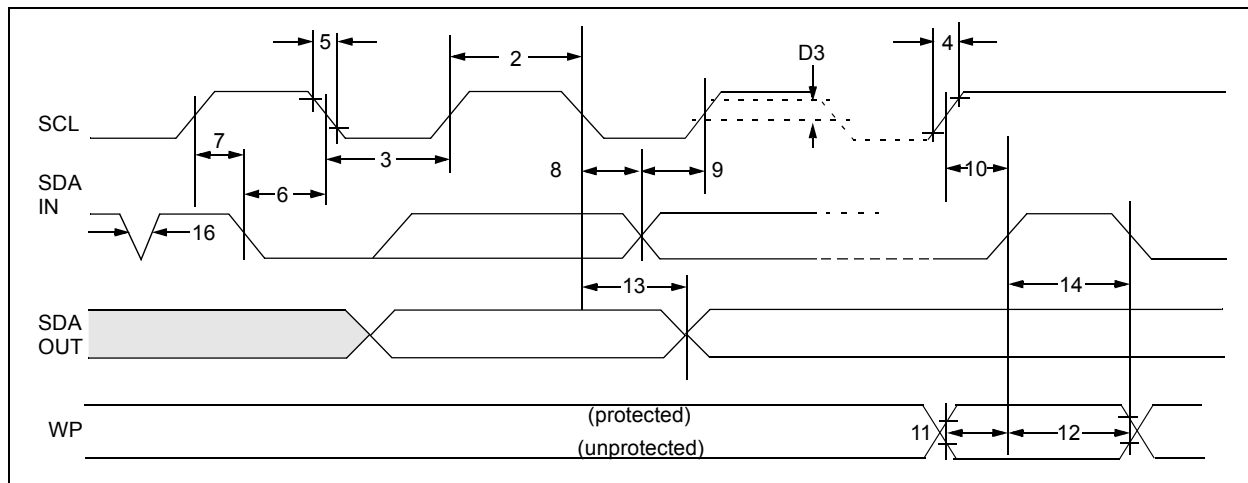 5
2
D3
4
SCL
7
3
8
9
10
SDA
IN
6
16
13
14
SDA
OUT
(protected)
WP
11
12
(unprotected)